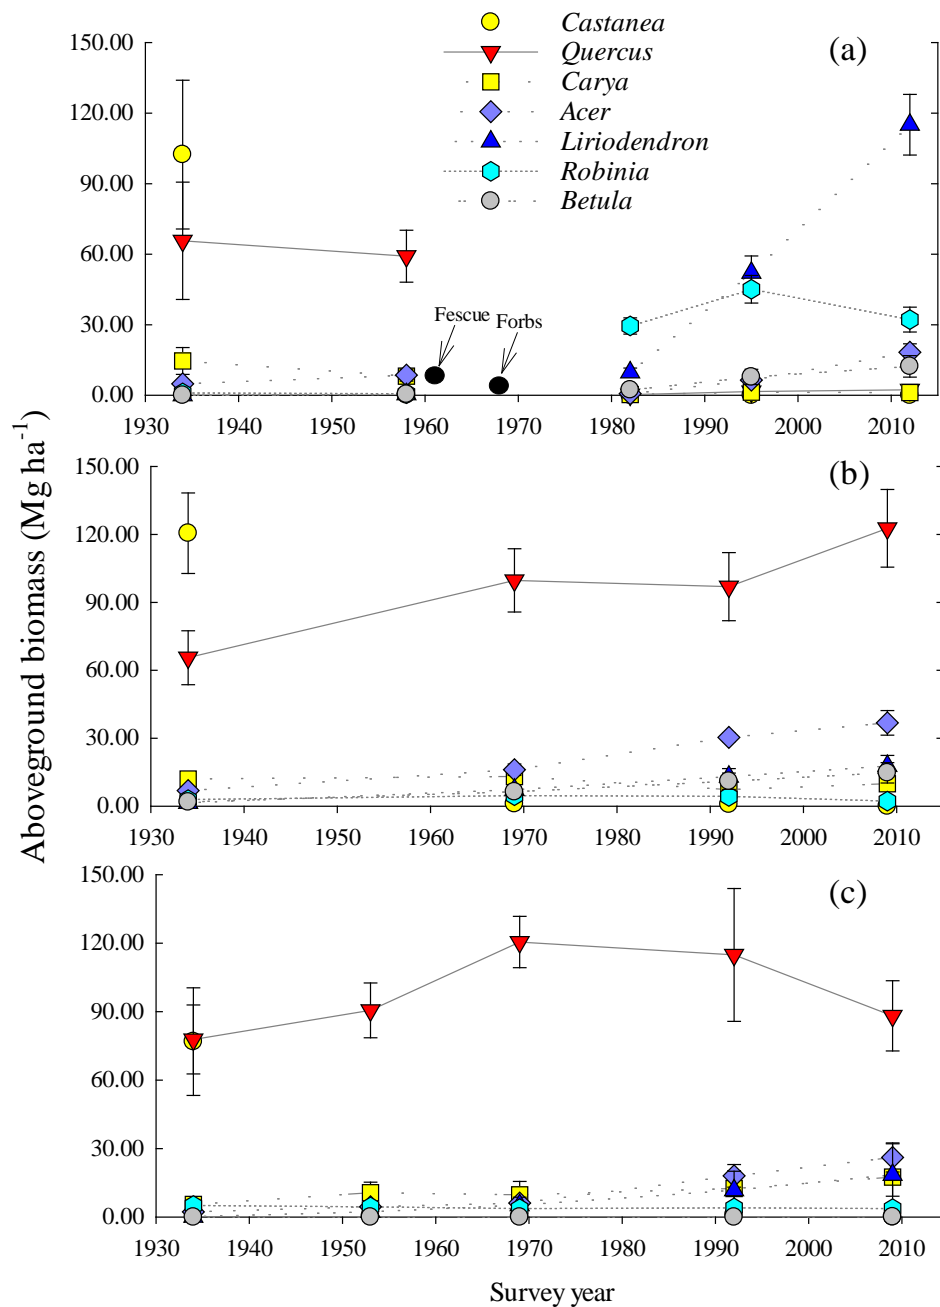 Castanea
Quercus
Carya
Acer
Liriodendron
Robinia
Betula
(a)
150.00
120.00
90.00
60.00
30.00
0.00
Fescue
Forbs
1930 1940 1950 1960 1970 1980 1990 2000 2010
(b)
150.00
120.00
90.00
60.00
30.00
0.00
1930 1940 1950 1960 1970 1980 1990 2000 2010
(c)
150.00
120.00
90.00
60.00
30.00
0.00
1930 1940 1950 1960 1970 1980 1990 2000 2010
Aboveground biomass (Mg ha⁻¹)
Survey year